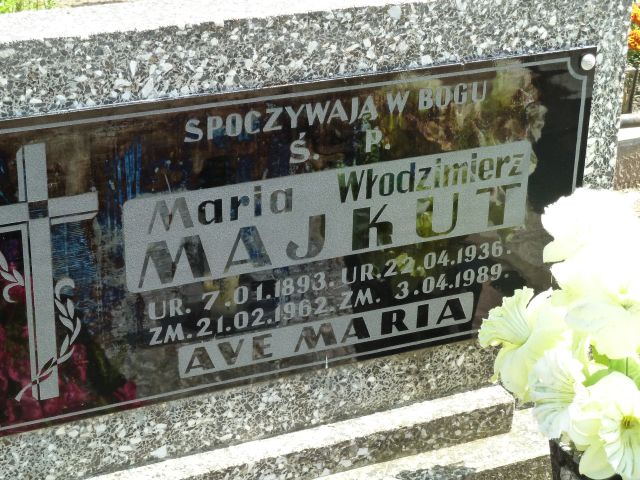 SPOCZYWAJĄ W BOGU
Ś. P.
Maria Włodzimierz
MAJKUT
UR. 7.01.1893. UR. 22.04.1936.
ZM. 21.02.1962. ZM. 3.04.1989.
AVE MARIA